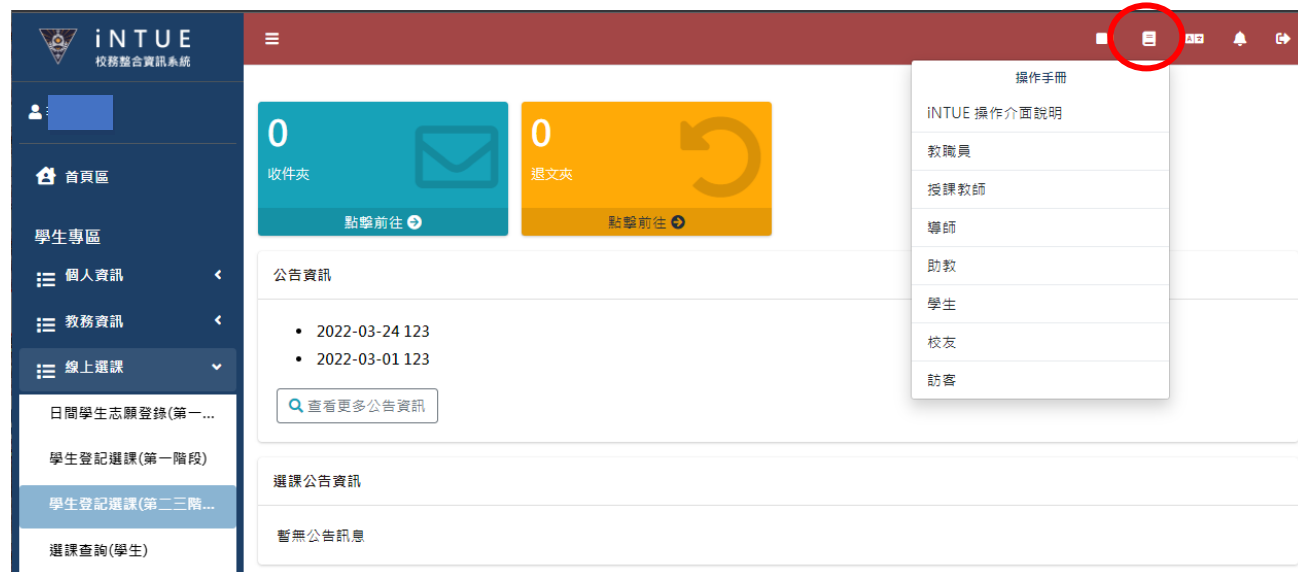 iNTUE
校務整合資訊系統
首頁區
學生專區
個人資訊
教務資訊
線上選課
日間學生志願登錄(第一...
學生登記選課(第一階段)
學生登記選課(第二三階...
選課查詢(學生)
0
收件夾
點擊前往
0
退文夾
點擊前往
公告資訊
2022-03-24 123
2022-03-01 123
查看更多公告資訊
選課公告資訊
暫無公告訊息
A Z
操作手冊
iNTUE 操作介面說明
教職員
授課教師
導師
助教
學生
校友
訪客